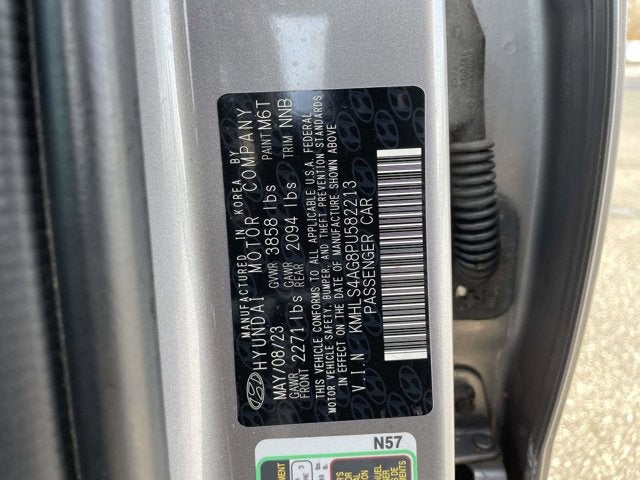 MANUFACTURED IN KOREA BY
HYUNDAI MOTOR COMPANY
MAY/08/23 GVWR 3858 lbs PAINT M6T
GAWR FRONT 2271 lbs GAWR REAR 2094 lbs TRIM NNB
THIS VEHICLE CONFORMS TO ALL APPLICABLE U.S.A. FEDERAL
MOTOR VEHICLE SAFETY, BUMPER, AND THEFT PREVENTION STANDARDS
IN EFFECT ON THE DATE OF MANUFACTURE SHOWN ABOVE
V.I.N KMHLS4AG8PU582213
PASSENGER CAR
N57